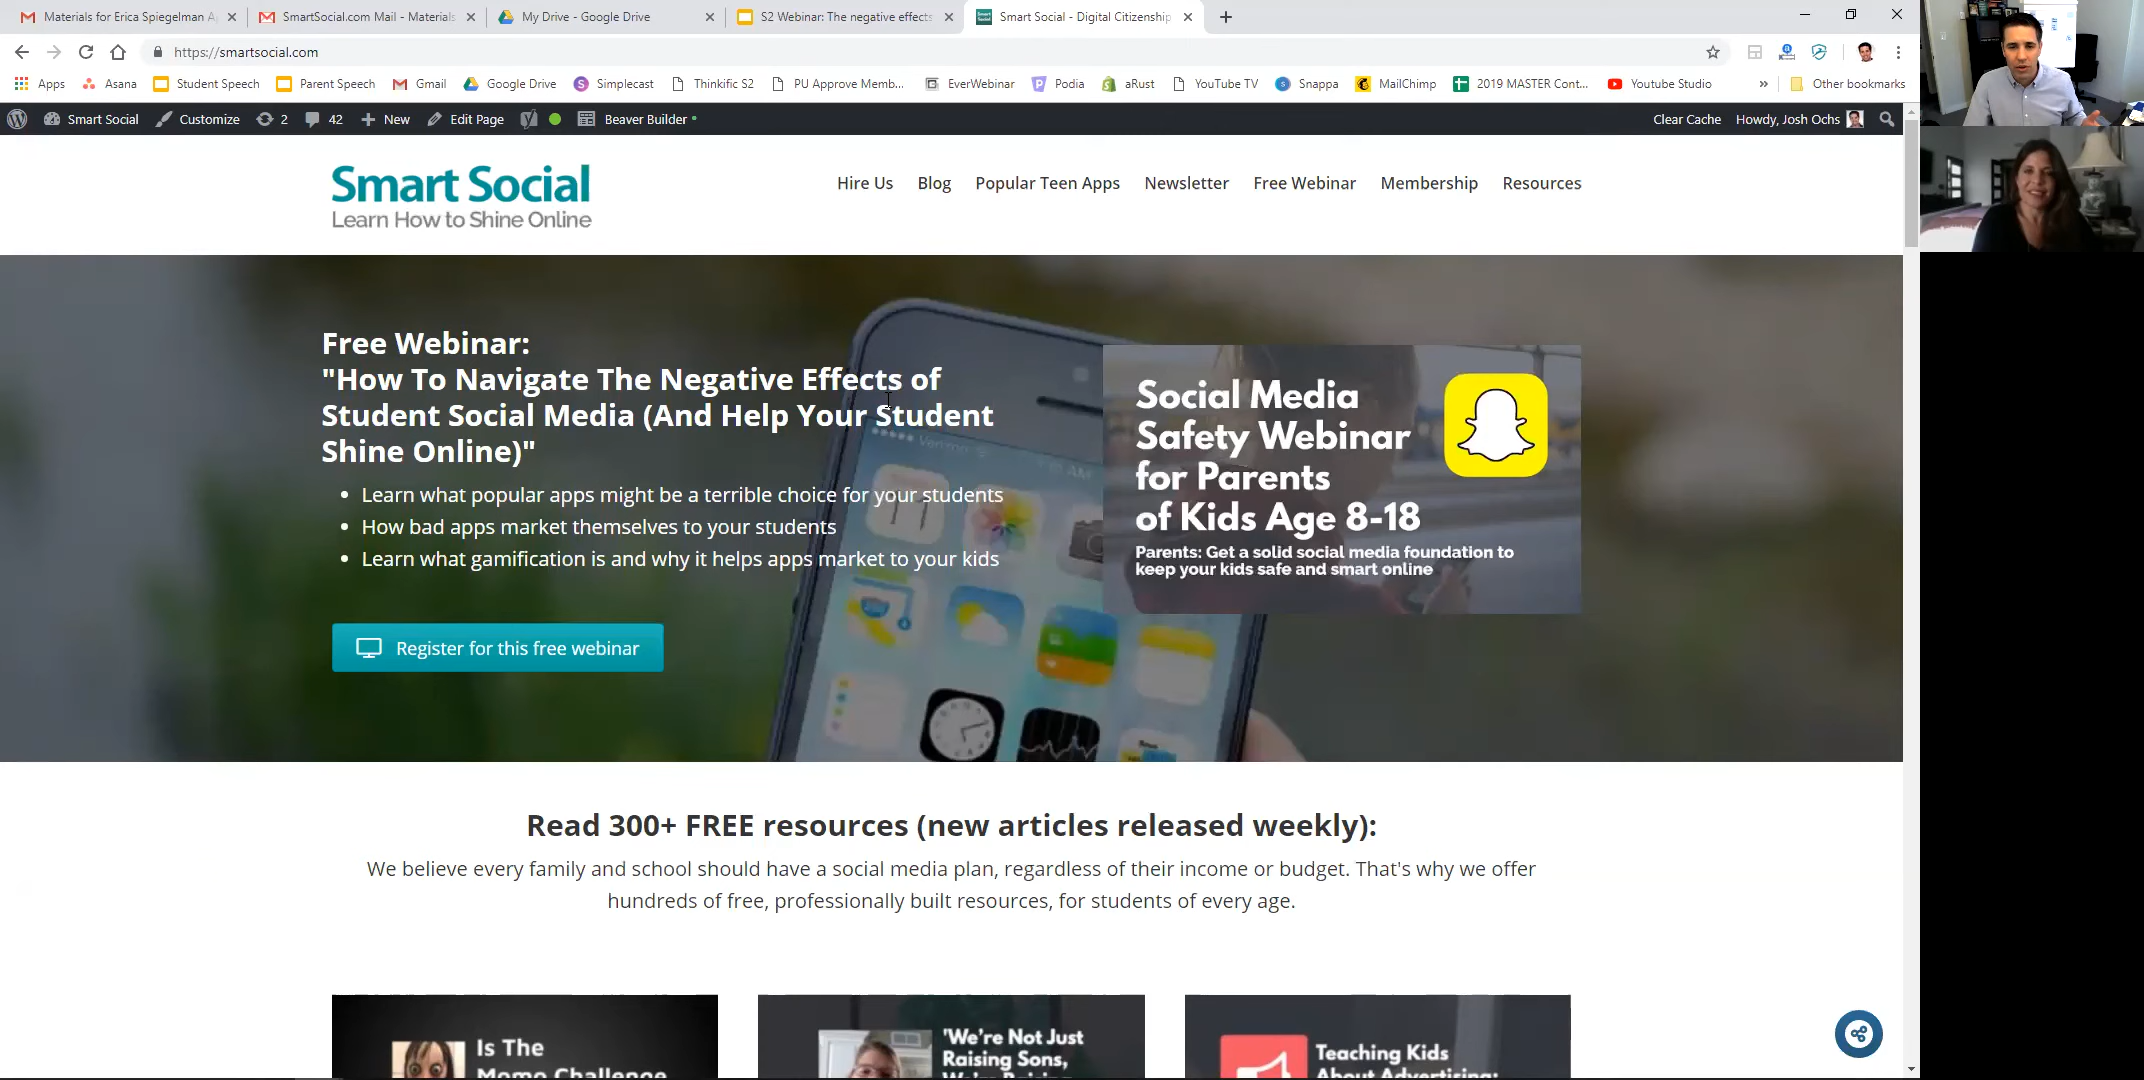 Materials for Erica Spiegelman A
SmartSocial.com Mail - Materials
My Drive - Google Drive
S2 Webinar: The negative effects
Smart Social - Digital Citizenship
https://smartsocial.com
Apps
Asana
Student Speech
Parent Speech
Gmail
Google Drive
Simplecast
Thinkific S2
PU Approve Memb...
EverWebinar
Podia
aRust
YouTube TV
Snappa
MailChimp
2019 MASTER Cont...
Youtube Studio
»
Other bookmarks
Smart Social
Customize
2
42
New
Edit Page
Beaver Builder
Clear Cache
Howdy, Josh Ochs
Smart Social
Learn How to Shine Online
Hire Us
Blog
Popular Teen Apps
Newsletter
Free Webinar
Membership
Resources
Free Webinar:
"How To Navigate The Negative Effects of
Student Social Media (And Help Your Student
Shine Online)"
• Learn what popular apps might be a terrible choice for your students
• How bad apps market themselves to your students
• Learn what gamification is and why it helps apps market to your kids
Register for this free webinar
Social Media
Safety Webinar
for Parents
of Kids Age 8-18
Parents: Get a solid social media foundation to
keep your kids safe and smart online
Read 300+ FREE resources (new articles released weekly):
We believe every family and school should have a social media plan, regardless of their income or budget. That's why we offer
hundreds of free, professionally built resources, for students of every age.
Is The
Momo Challenge
'We're Not Just
Raising Sons,
We're Raising
Teaching Kids
About Advertising: